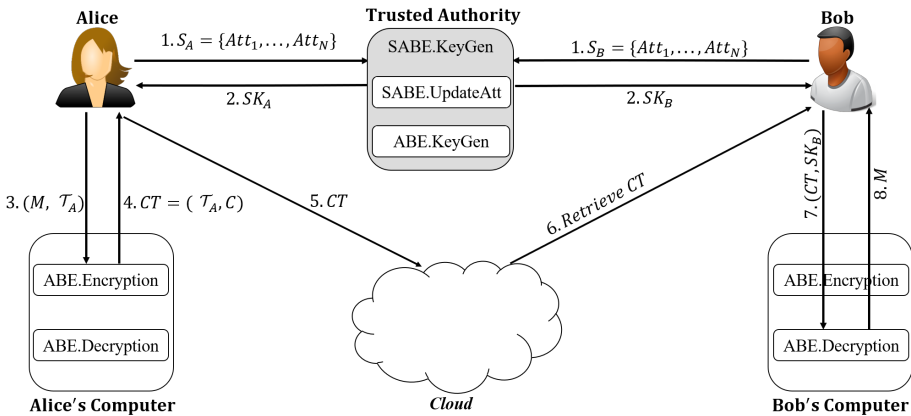 Alice
Trusted Authority
Bob
1. S_A = {Att_1, ..., Att_N}
SABE.KeyGen
1. S_B = {Att_1, ..., Att_N}
2. SK_A
SABE.UpdateAtt
2. SK_B
ABE.KeyGen
3. (M, 𝒯_A)
4. CT = ( 𝒯_A, C)
5. CT
6. Retrieve CT
7. (CT, SK_B)
8. M
ABE.Encryption
ABE.Encryption
ABE.Decryption
ABE.Decryption
Alice's Computer
Cloud
Bob's Computer